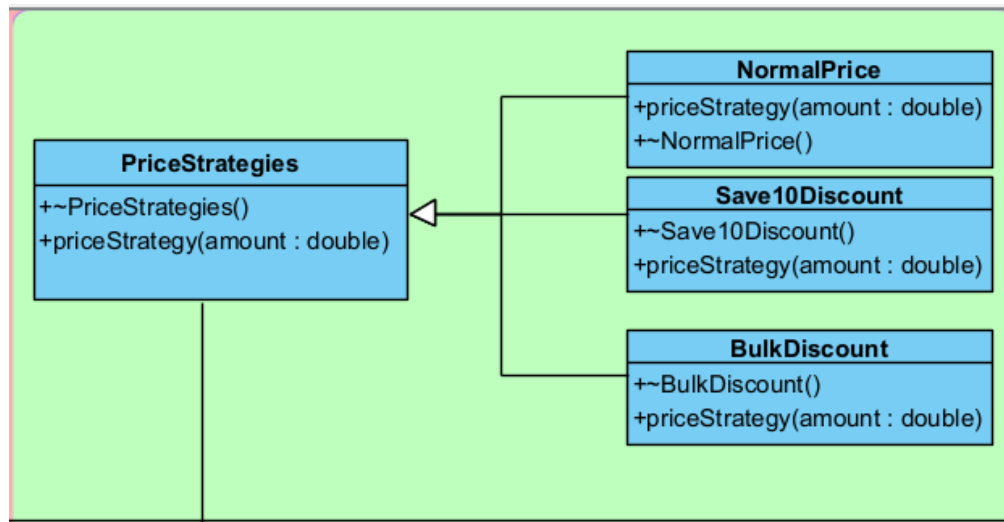 PriceStrategies
+~PriceStrategies()
+priceStrategy(amount : double)
NormalPrice
+priceStrategy(amount : double)
+~NormalPrice()
Save10Discount
+~Save10Discount()
+priceStrategy(amount : double)
BulkDiscount
+~BulkDiscount()
+priceStrategy(amount : double)